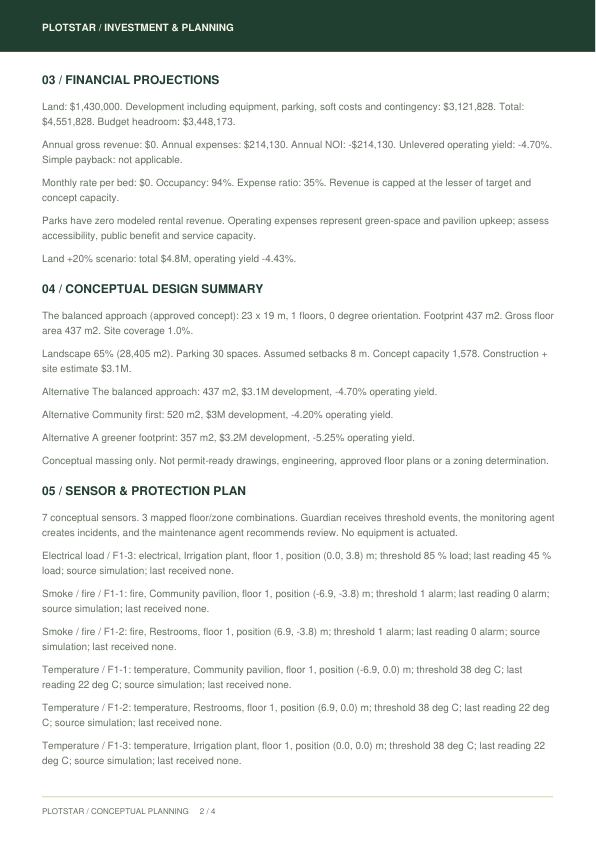 PLOTSTAR / INVESTMENT & PLANNING
03 / FINANCIAL PROJECTIONS
Land: $1,430,000. Development including equipment, parking, soft costs and contingency: $3,121,828. Total:
$4,551,828. Budget headroom: $3,448,173.
Annual gross revenue: $0. Annual expenses: $214,130. Annual NOI: -$214,130. Unlevered operating yield: -4.70%.
Simple payback: not applicable.
Monthly rate per bed: $0. Occupancy: 94%. Expense ratio: 35%. Revenue is capped at the lesser of target and
concept capacity.
Parks have zero modeled rental revenue. Operating expenses represent green-space and pavilion upkeep; assess
accessibility, public benefit and service capacity.
Land +20% scenario: total $4.8M, operating yield -4.43%.
04 / CONCEPTUAL DESIGN SUMMARY
The balanced approach (approved concept): 23 x 19 m, 1 floors, 0 degree orientation. Footprint 437 m2. Gross floor
area 437 m2. Site coverage 1.0%.
Landscape 65% (28,405 m2). Parking 30 spaces. Assumed setbacks 8 m. Concept capacity 1,578. Construction +
site estimate $3.1M.
Alternative The balanced approach: 437 m2, $3.1M development, -4.70% operating yield.
Alternative Community first: 520 m2, $3M development, -4.20% operating yield.
Alternative A greener footprint: 357 m2, $3.2M development, -5.25% operating yield.
Conceptual massing only. Not permit-ready drawings, engineering, approved floor plans or a zoning determination.
05 / SENSOR & PROTECTION PLAN
7 conceptual sensors. 3 mapped floor/zone combinations. Guardian receives threshold events, the monitoring agent
creates incidents, and the maintenance agent recommends review. No equipment is actuated.
Electrical load / F1-3: electrical, Irrigation plant, floor 1, position (0.0, 3.8) m; threshold 85 % load; last reading 45 %
load; source simulation; last received none.
Smoke / fire / F1-1: fire, Community pavilion, floor 1, position (-6.9, -3.8) m; threshold 1 alarm; last reading 0 alarm;
source simulation; last received none.
Smoke / fire / F1-2: fire, Restrooms, floor 1, position (6.9, -3.8) m; threshold 1 alarm; last reading 0 alarm; source
simulation; last received none.
Temperature / F1-1: temperature, Community pavilion, floor 1, position (-6.9, 0.0) m; threshold 38 deg C; last
reading 22 deg C; source simulation; last received none.
Temperature / F1-2: temperature, Restrooms, floor 1, position (6.9, 0.0) m; threshold 38 deg C; last reading 22 deg
C; source simulation; last received none.
Temperature / F1-3: temperature, Irrigation plant, floor 1, position (0.0, 0.0) m; threshold 38 deg C; last reading 22
deg C; source simulation; last received none.
PLOTSTAR / CONCEPTUAL PLANNING 2 / 4